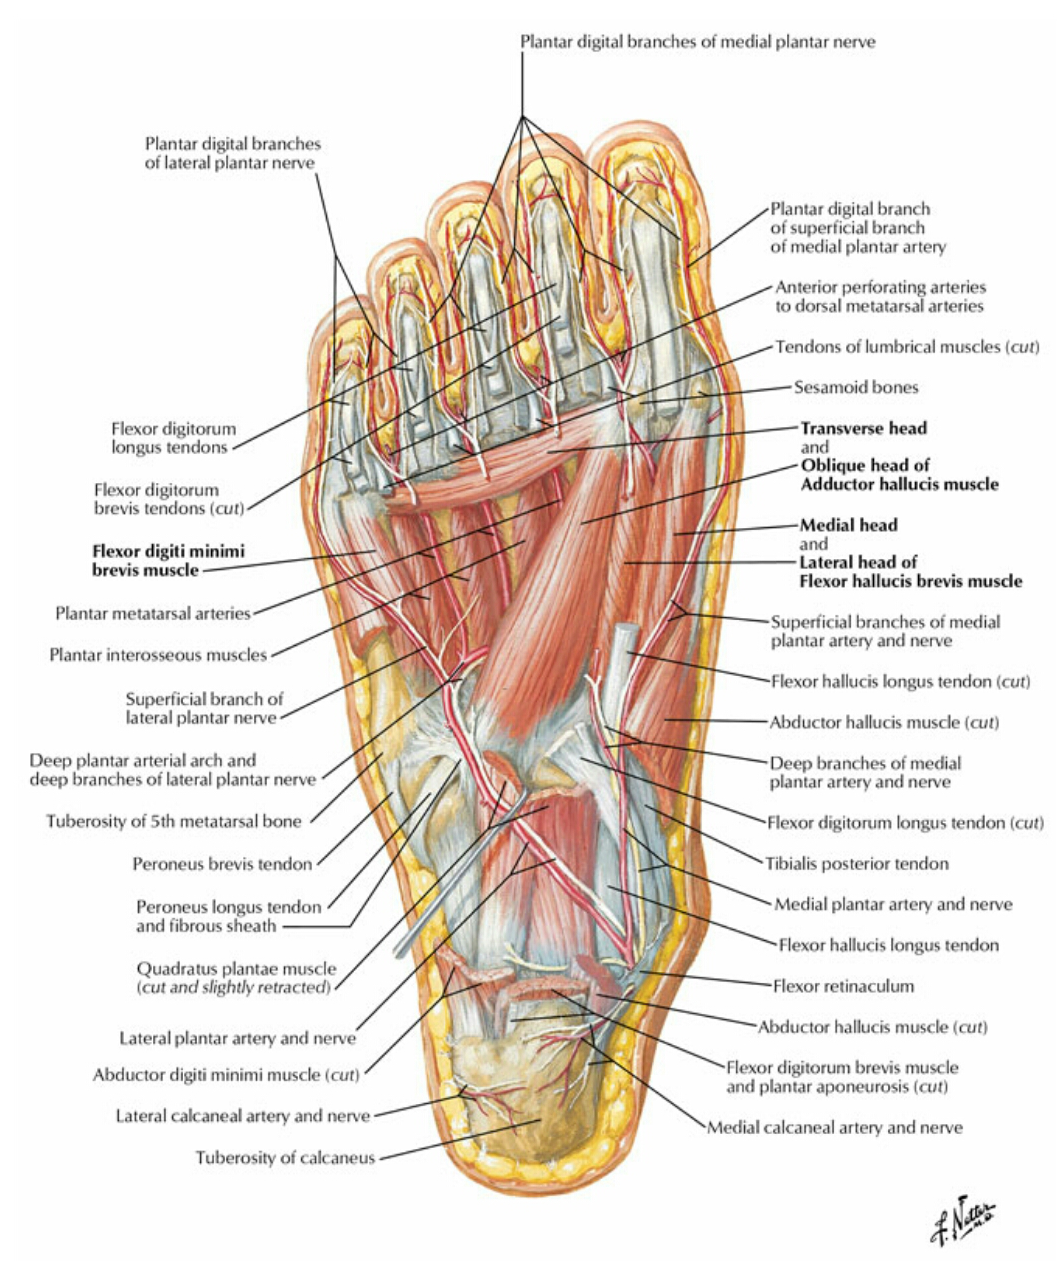 Plantar digital branches of medial plantar nerve
Plantar digital branches
of lateral plantar nerve
Plantar digital branch
of superficial branch
of medial plantar artery
Anterior perforating arteries
to dorsal metatarsal arteries
Tendons of lumbrical muscles (cut)
Sesamoid bones
Transverse head
and
Oblique head of
Adductor hallucis muscle
Medial head
and
Lateral head of
Flexor hallucis brevis muscle
Superficial branches of medial
plantar artery and nerve
Flexor hallucis longus tendon (cut)
Abductor hallucis muscle (cut)
Deep branches of medial
plantar artery and nerve
Flexor digitorum longus tendon (cut)
Tibialis posterior tendon
Medial plantar artery and nerve
Flexor hallucis longus tendon
Flexor retinaculum
Abductor hallucis muscle (cut)
Flexor digitorum brevis muscle
and plantar aponeurosis (cut)
Medial calcaneal artery and nerve
Flexor digitorum
longus tendons
Flexor digitorum
brevis tendons (cut)
Flexor digiti minimi
brevis muscle
Plantar metatarsal arteries
Plantar interosseous muscles
Superficial branch of
lateral plantar nerve
Deep plantar arterial arch and
deep branches of lateral plantar nerve
Tuberosity of 5th metatarsal bone
Peroneus brevis tendon
Peroneus longus tendon
and fibrous sheath
Quadratus plantae muscle
(cut and slightly retracted)
Lateral plantar artery and nerve
Abductor digiti minimi muscle (cut)
Lateral calcaneal artery and nerve
Tuberosity of calcaneus
F. Netter
M.D.